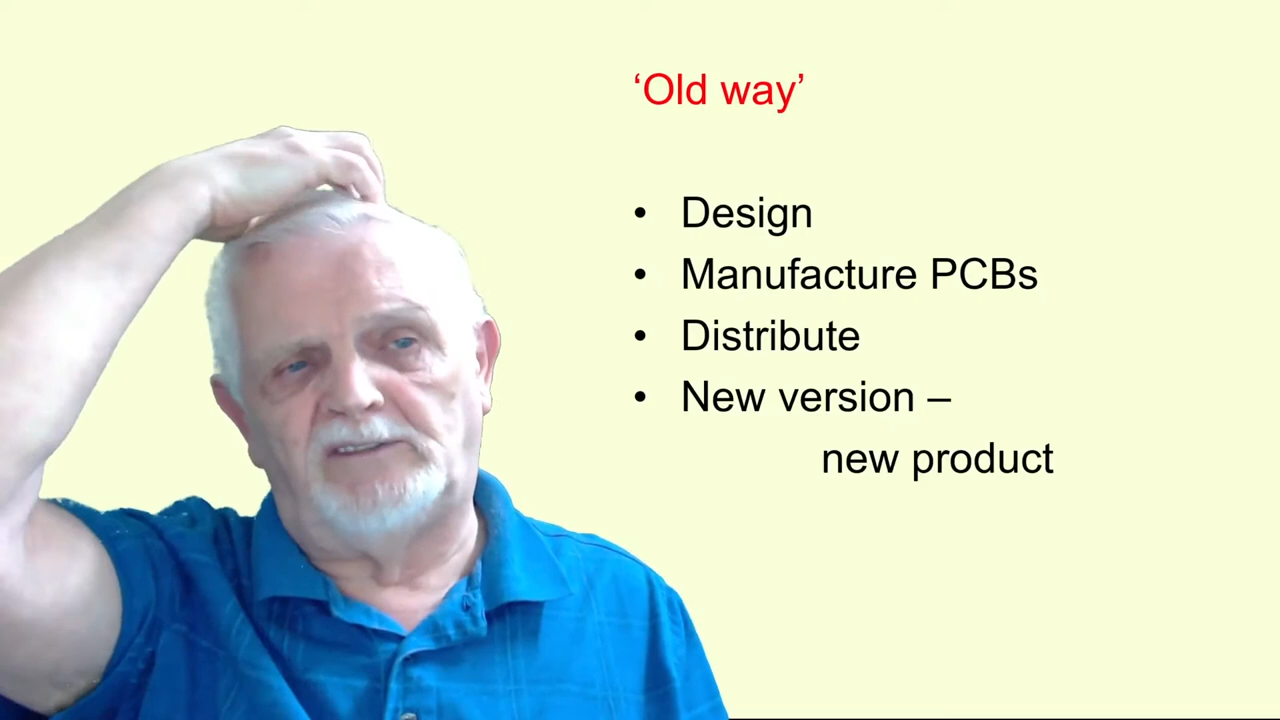 ‘Old way’
• Design
• Manufacture PCBs
• Distribute
• New version –
new product